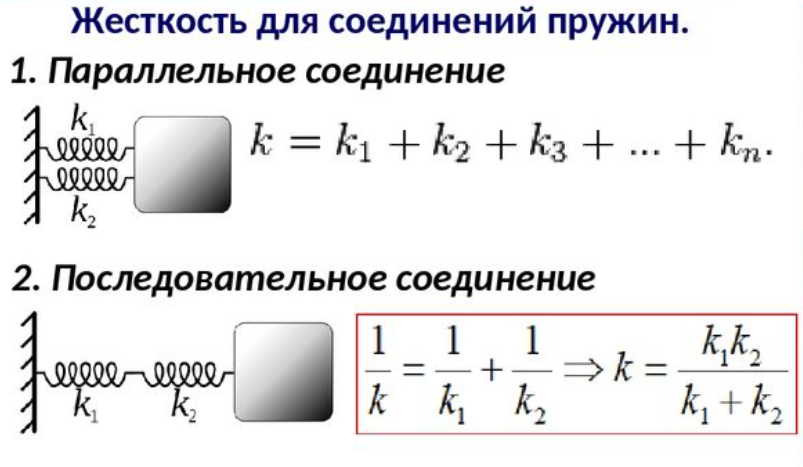 Жесткость для соединений пружин.
1. Параллельное соединение
k₁
k = k₁ + k₂ + k₃ + ... + kₙ.
k₂
2. Последовательное соединение
1/k = 1/k₁ + 1/k₂ ⇒ k = k₁k₂/(k₁ + k₂)
k₁ k₂